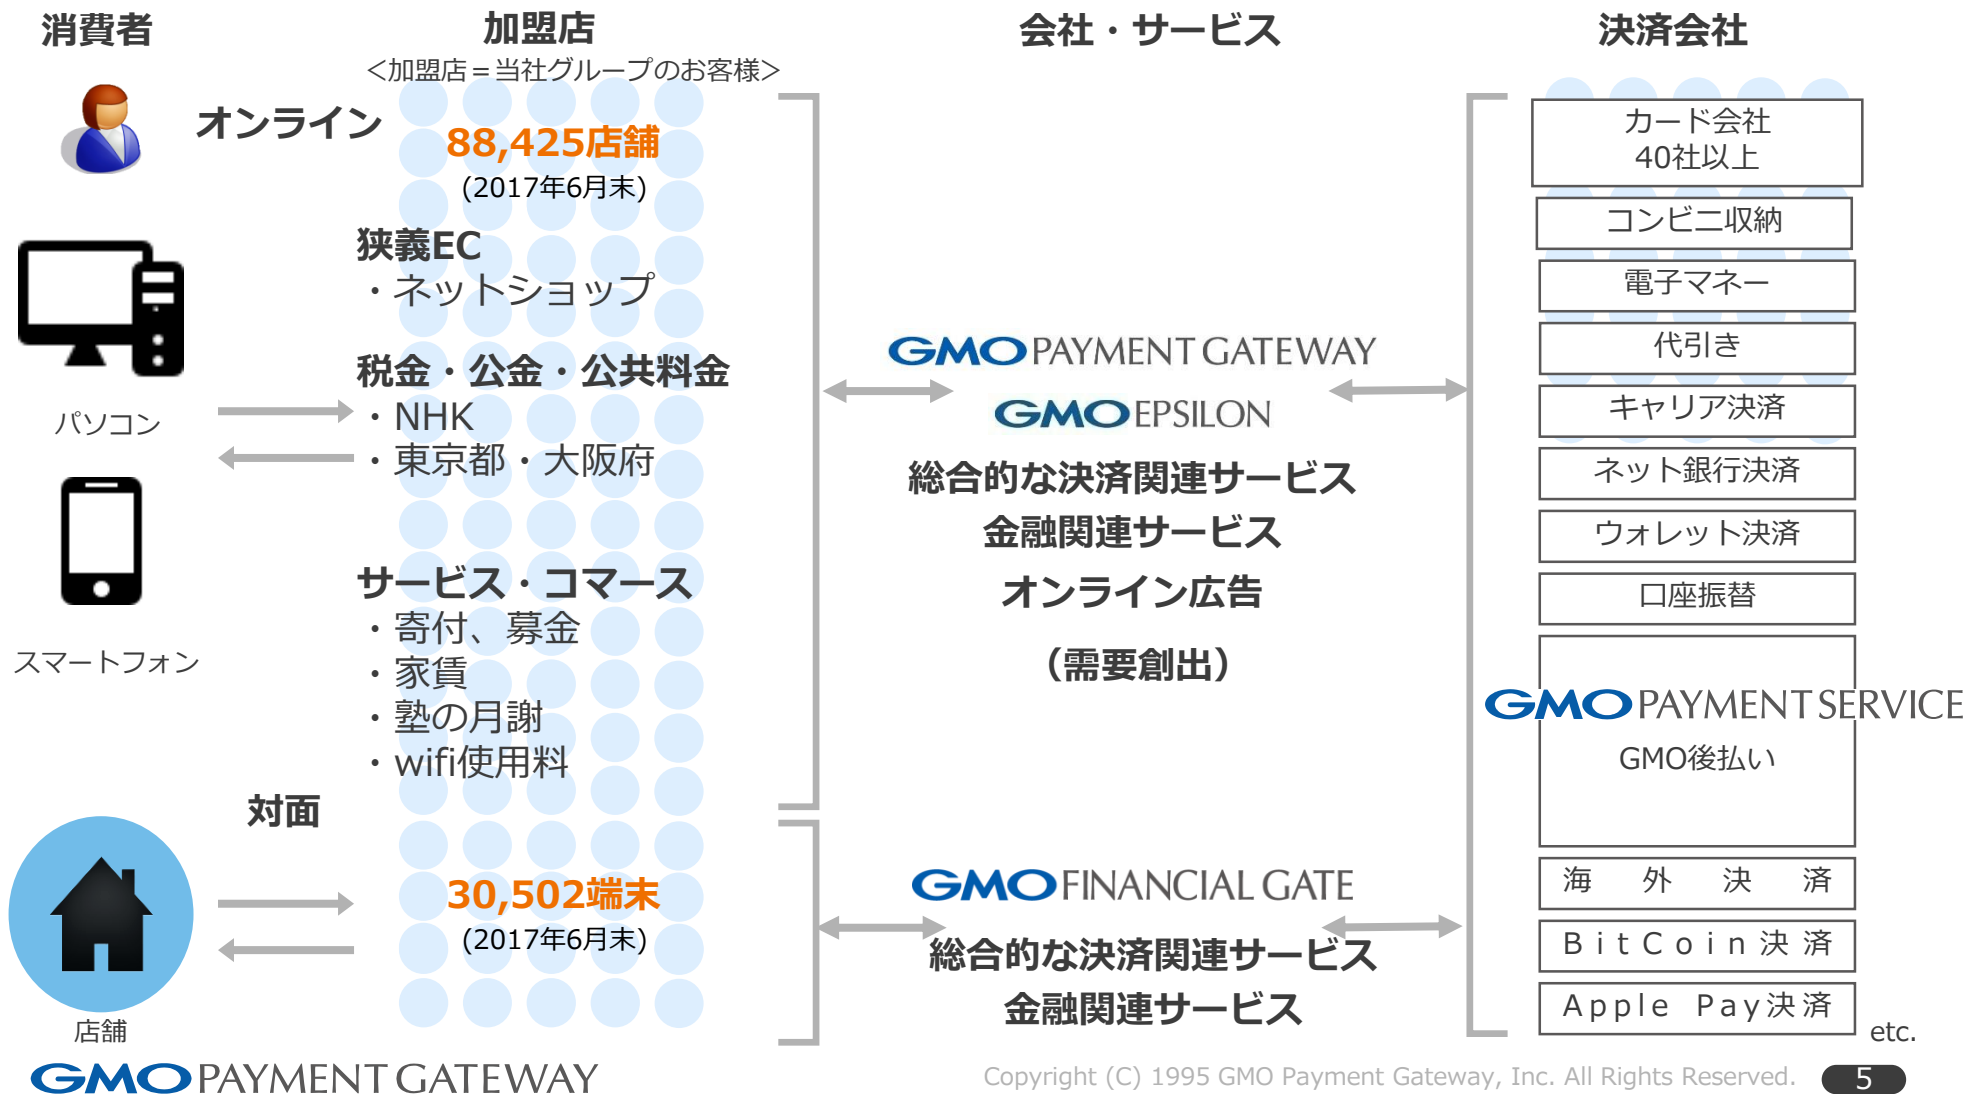 消費者
加盟店
会社・サービス
決済会社
<加盟店＝当社グループのお客様>
オンライン
88,425店舗
(2017年6月末)
狭義EC
・ネットショップ
税金・公金・公共料金
・NHK
・東京都・大阪府
サービス・コマース
・寄付、募金
・家賃
・塾の月謝
・wifi使用料
パソコン
スマートフォン
対面
30,502端末
(2017年6月末)
店舗
GMO PAYMENT GATEWAY
GMO EPSILON
総合的な決済関連サービス
金融関連サービス
オンライン広告
（需要創出）
GMO FINANCIAL GATE
総合的な決済関連サービス
金融関連サービス
カード会社
40社以上
コンビニ収納
電子マネー
代引き
キャリア決済
ネット銀行決済
ウォレット決済
口座振替
GMO PAYMENT SERVICE
GMO後払い
海外決済
BitCoin決済
Apple Pay決済
etc.
GMO PAYMENT GATEWAY
Copyright (C) 1995 GMO Payment Gateway, Inc. All Rights Reserved.
5